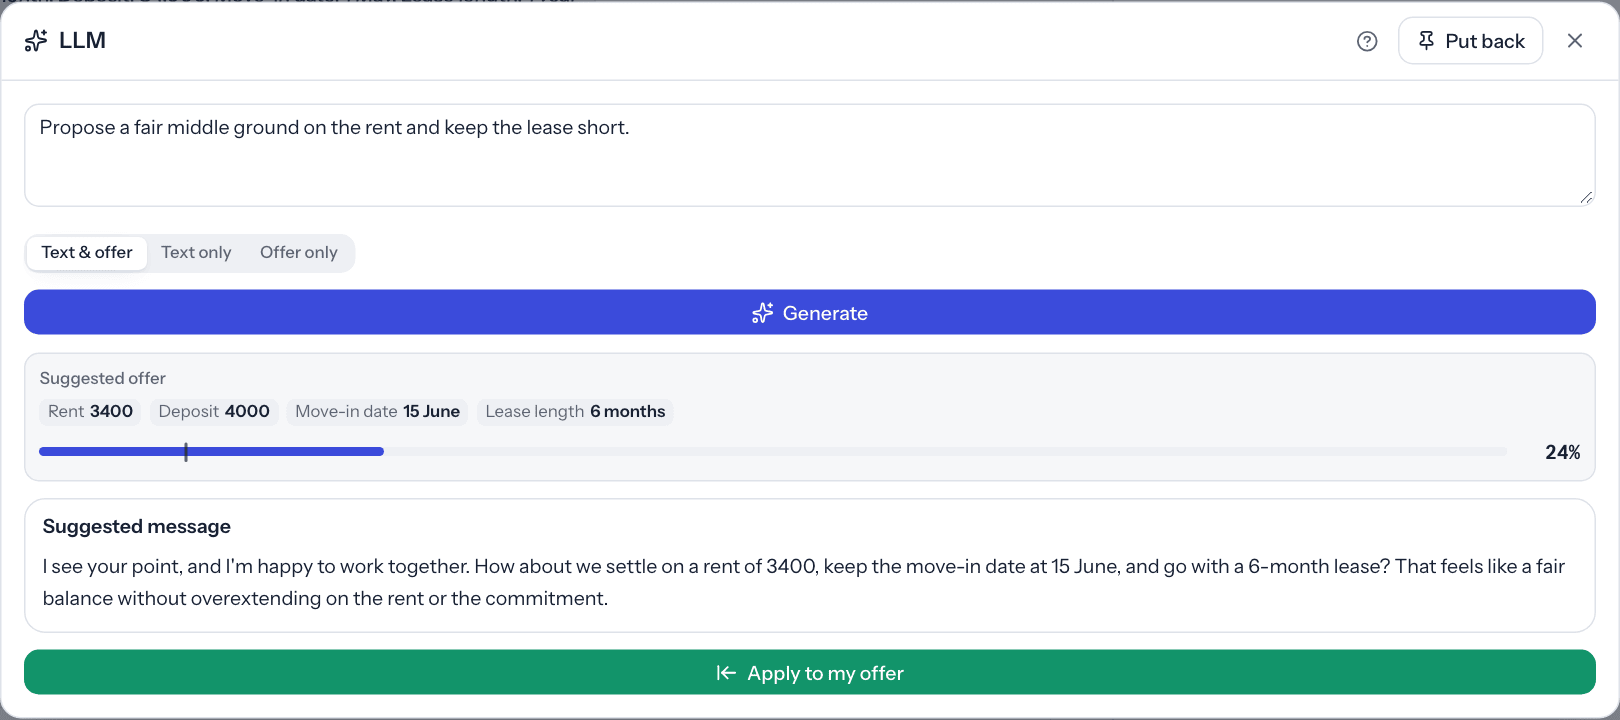 LLM
Put back
Propose a fair middle ground on the rent and keep the lease short.
Text & offer Text only Offer only
Generate
Suggested offer
Rent 3400 Deposit 4000 Move-in date 15 June Lease length 6 months
24%
Suggested message
I see your point, and I'm happy to work together. How about we settle on a rent of 3400, keep the move-in date at 15 June, and go with a 6-month lease? That feels like a fair
balance without overextending on the rent or the commitment.
Apply to my offer